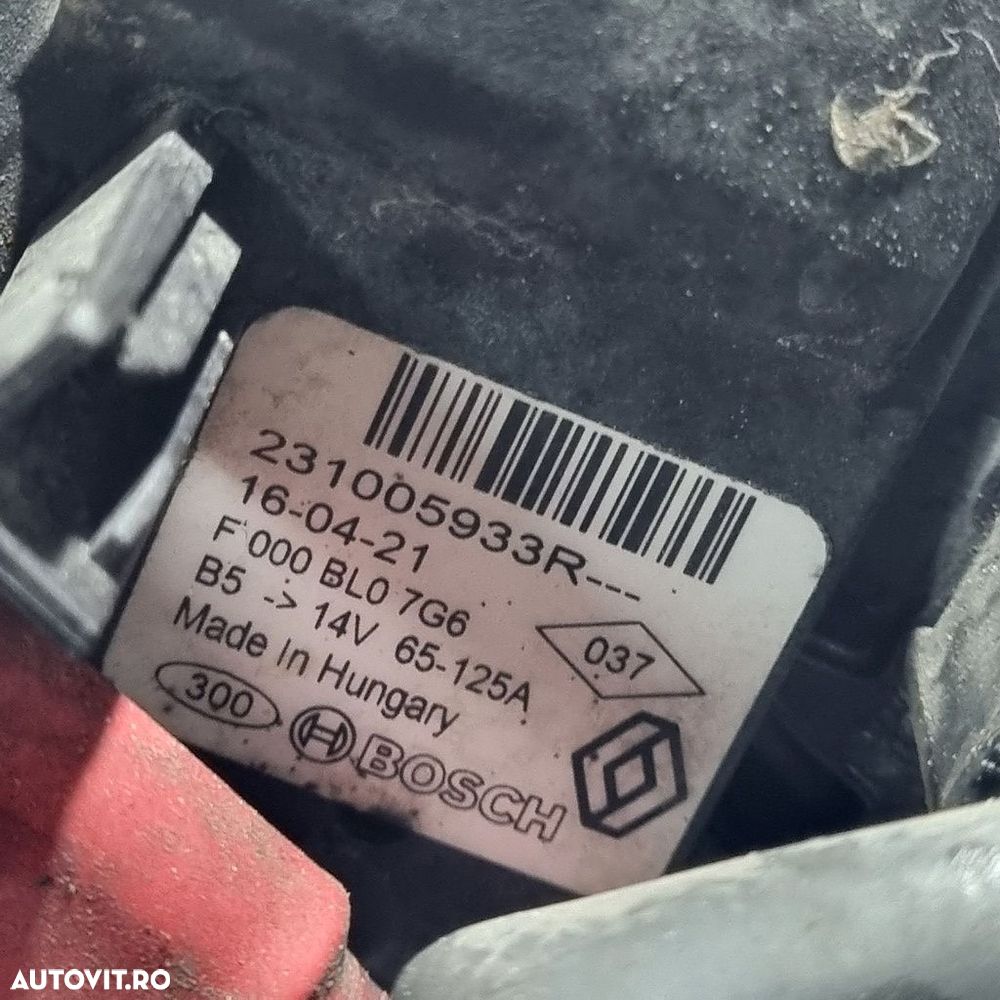 231005933R---
16-04-21
F 000 BL0 7G6
B5 -> 14V 65-125A
037
Made In Hungary
300
BOSCH
AUTOVIT.RO